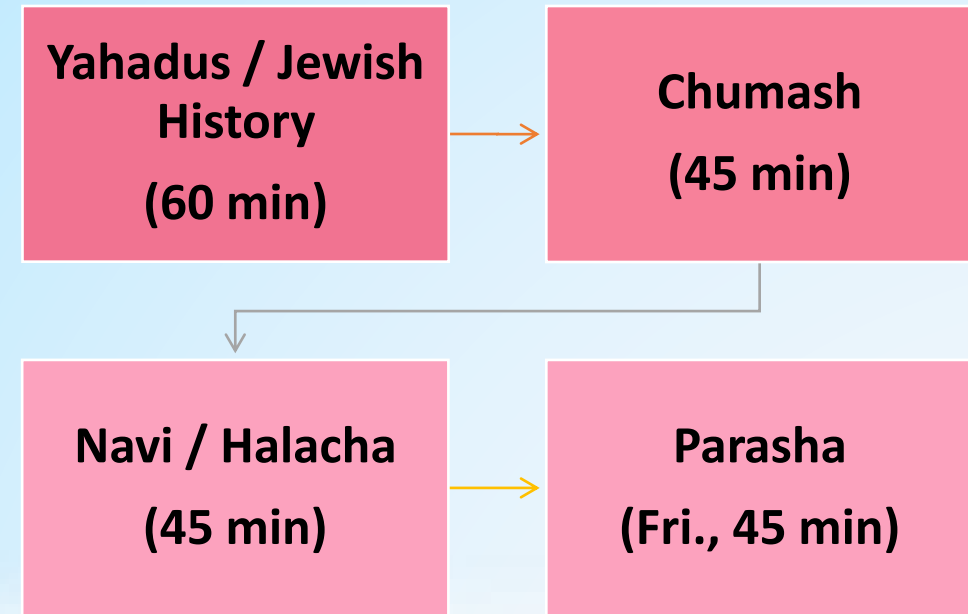 Yahadus / Jewish
History
(60 min)
Chumash
(45 min)
Navi / Halacha
(45 min)
Parasha
(Fri., 45 min)